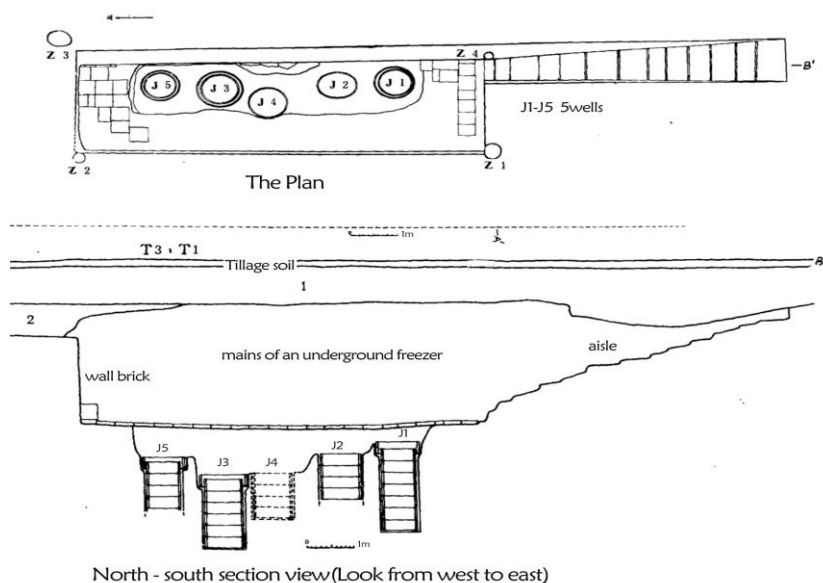 Z 3
Z 4
B'
J 5
J 3
J 4
J 2
J 1
J1-J5 5wells
Z 2
Z 1
The Plan
1m
T3 , T1
Tillage soil
B
1
2
mains of an underground freezer
aisle
wall brick
J5
J3
J4
J2
J1
0
1m
North - south section view(Look from west to east)